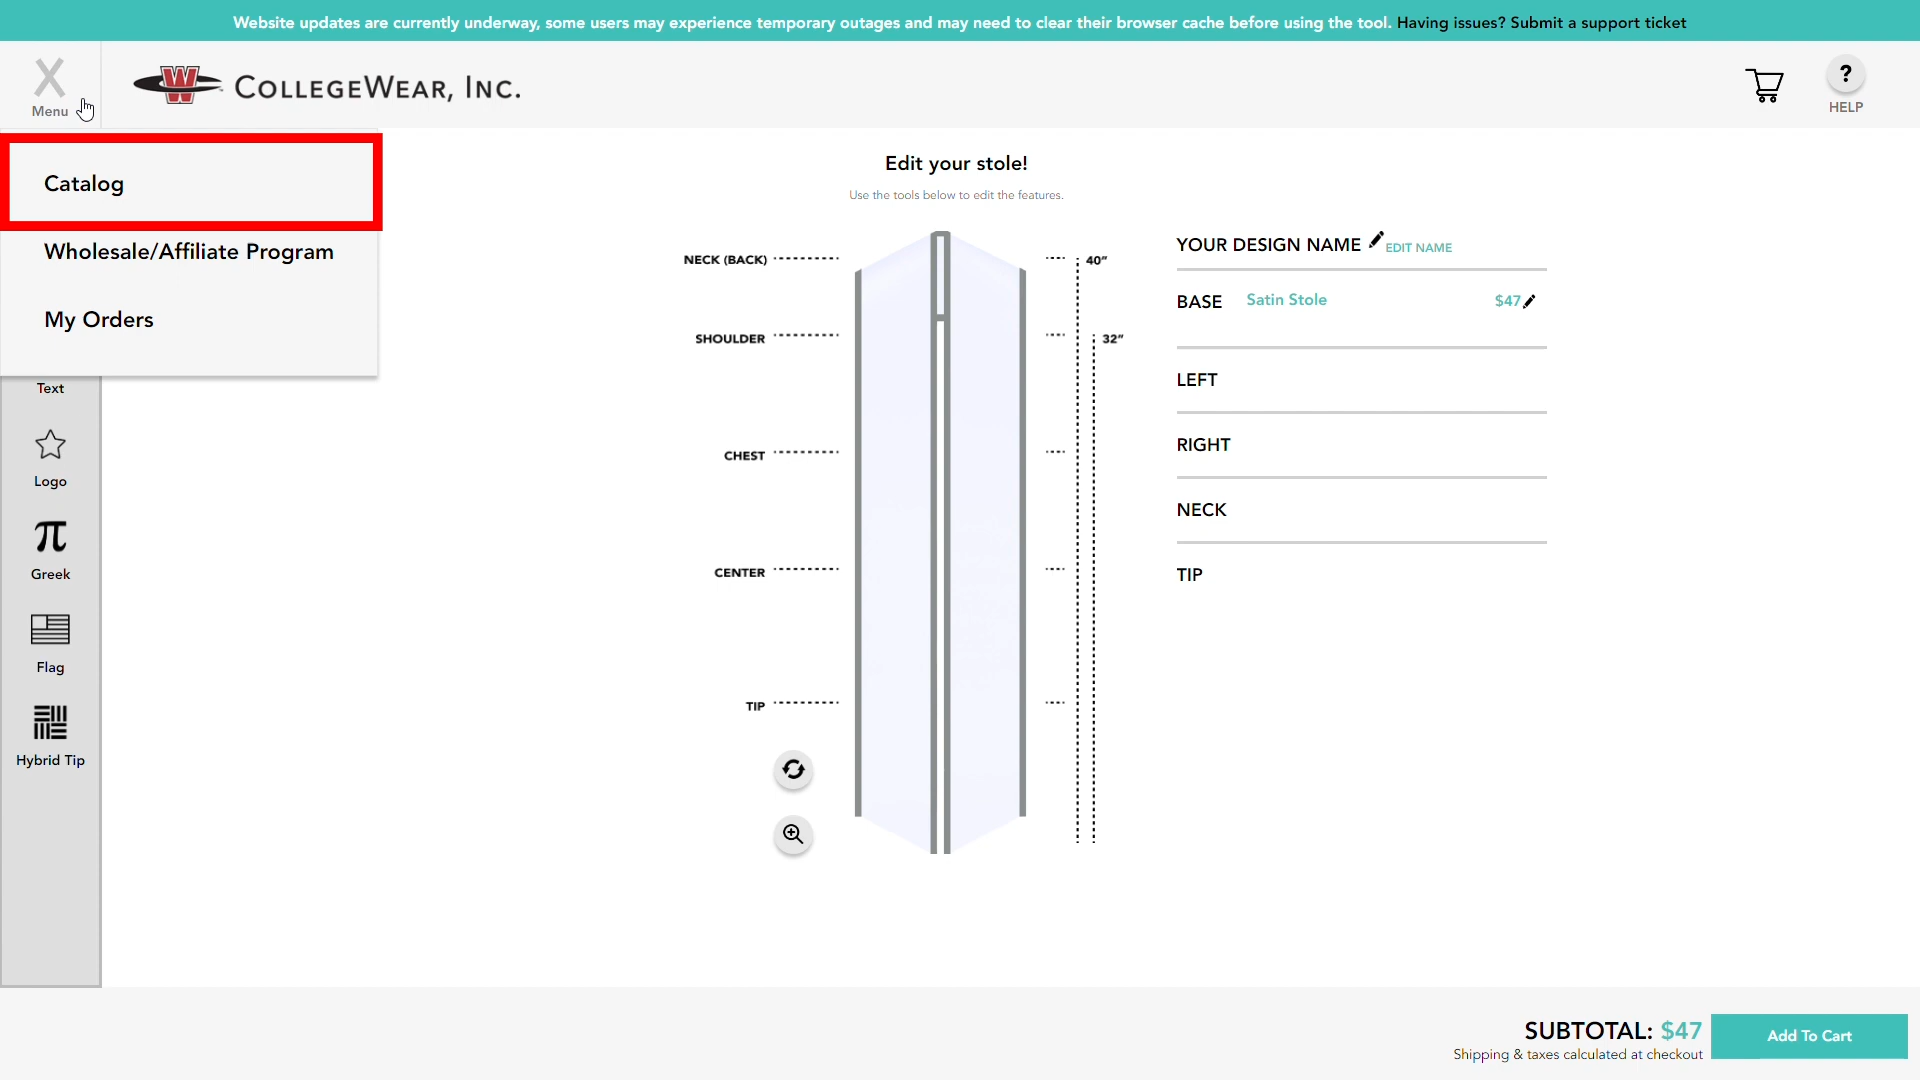 Website updates are currently underway, some users may experience temporary outages and may need to clear their browser cache before using the tool. Having issues? Submit a support ticket
Menu
CollegeWear, Inc.
?
HELP
Catalog
Wholesale/Affiliate Program
My Orders
Text
Logo
π
Greek
Flag
Hybrid Tip
Edit your stole!
Use the tools below to edit the features.
NECK (BACK)
SHOULDER
CHEST
CENTER
TIP
40″
32″
YOUR DESIGN NAME EDIT NAME
BASE Satin Stole $47
LEFT
RIGHT
NECK
TIP
SUBTOTAL: $47
Shipping & taxes calculated at checkout
Add To Cart